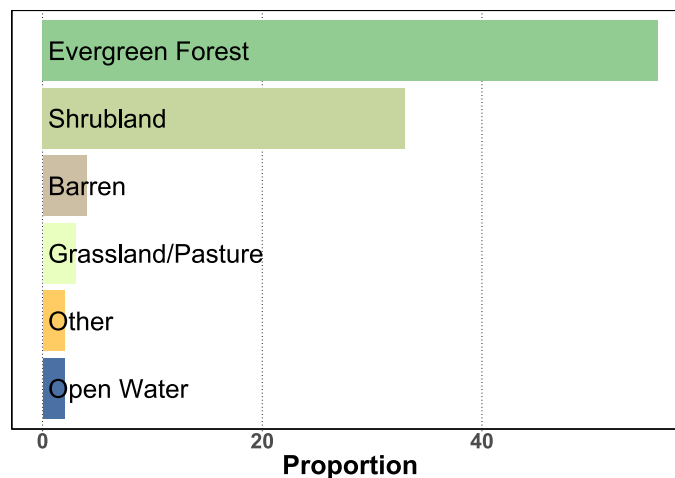 Evergreen Forest
Shrubland
Barren
Grassland/Pasture
Other
Open Water
0 20 40
Proportion